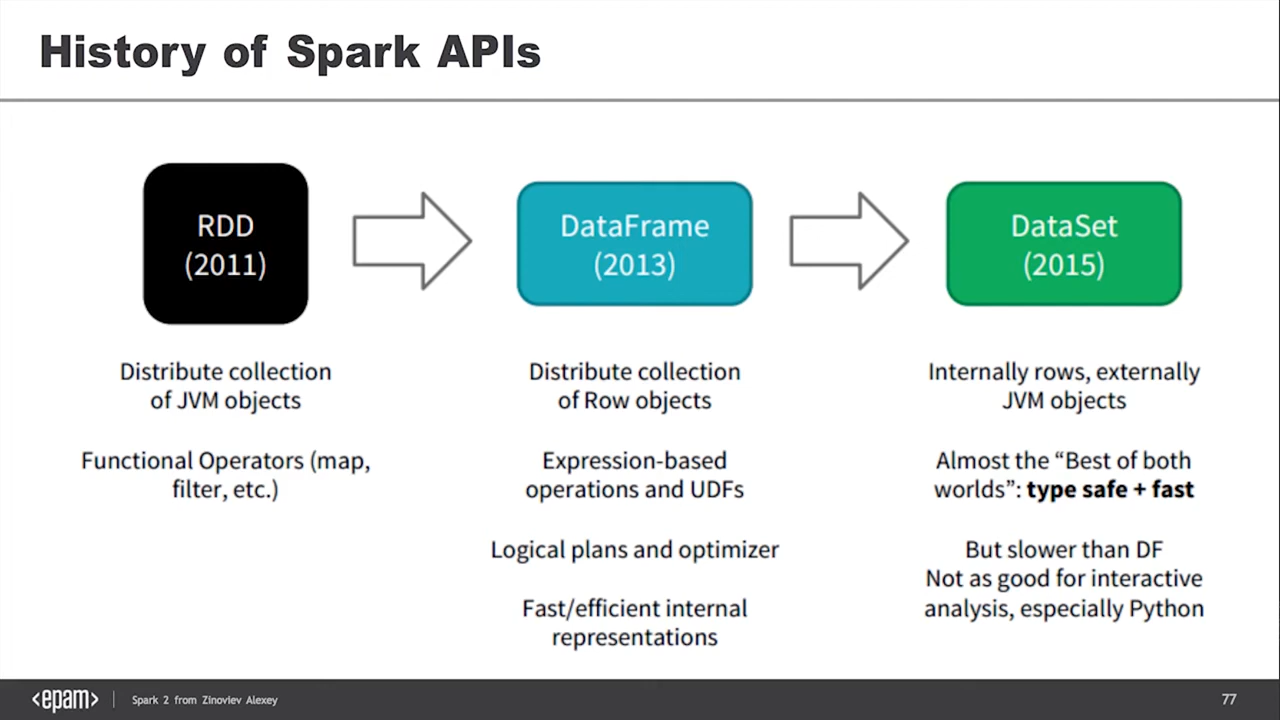 History of Spark APIs
RDD
(2011)
DataFrame
(2013)
DataSet
(2015)
Distribute collection
of JVM objects
Functional Operators (map,
filter, etc.)
Distribute collection
of Row objects
Expression-based
operations and UDFs
Logical plans and optimizer
Fast/efficient internal
representations
Internally rows, externally
JVM objects
Almost the “Best of both
worlds”: type safe + fast
But slower than DF
Not as good for interactive
analysis, especially Python
<epam>
Spark 2 from Zinoviev Alexey
77